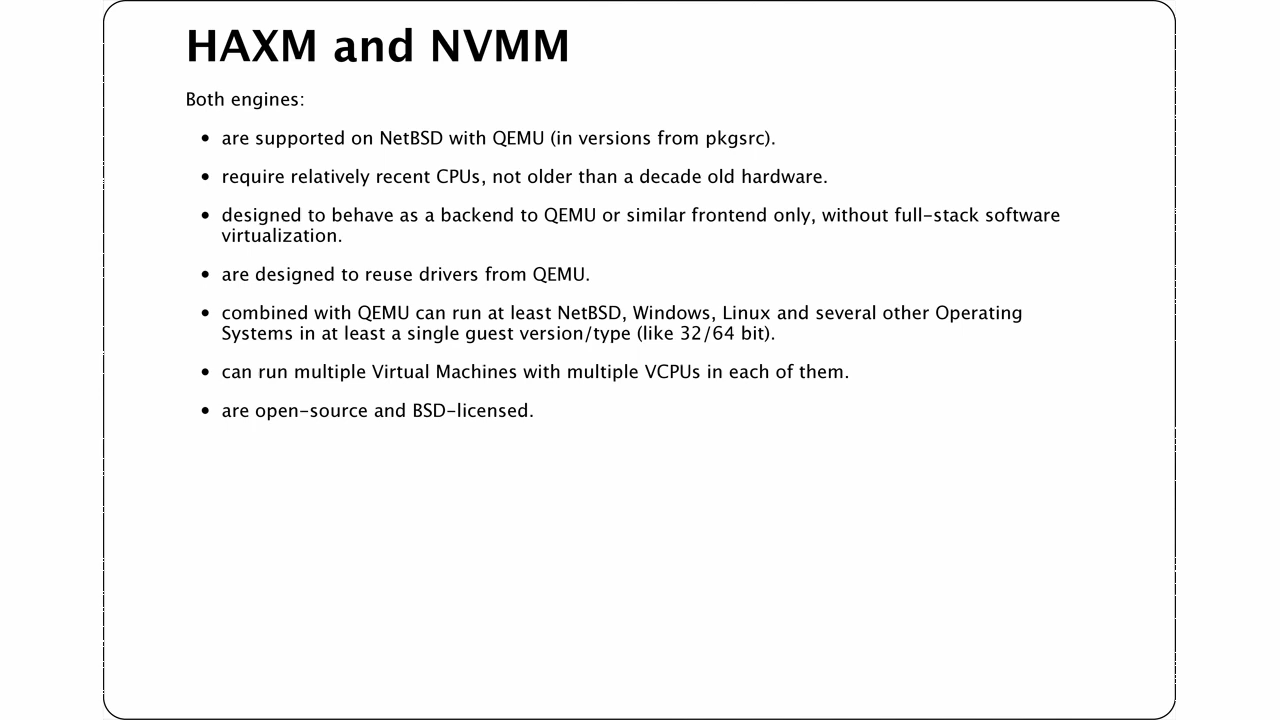 HAXM and NVMM
Both engines:
• are supported on NetBSD with QEMU (in versions from pkgsrc).
• require relatively recent CPUs, not older than a decade old hardware.
• designed to behave as a backend to QEMU or similar frontend only, without full-stack software
virtualization.
• are designed to reuse drivers from QEMU.
• combined with QEMU can run at least NetBSD, Windows, Linux and several other Operating
Systems in at least a single guest version/type (like 32/64 bit).
• can run multiple Virtual Machines with multiple VCPUs in each of them.
• are open-source and BSD-licensed.